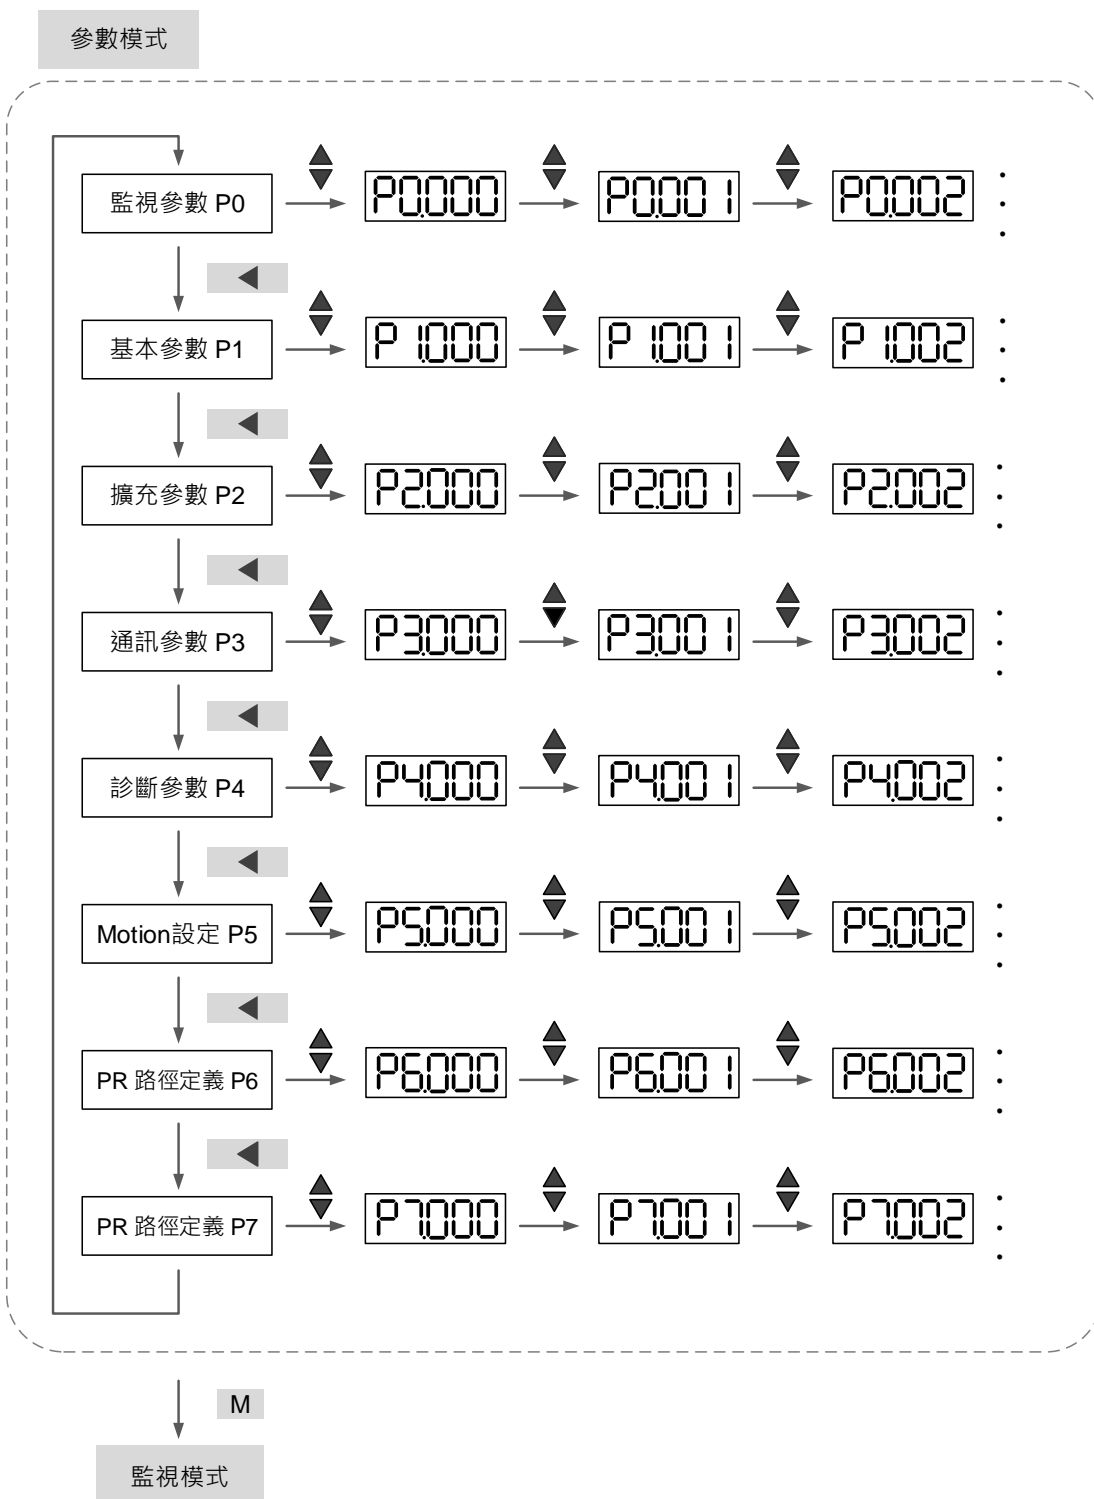 參數模式
監視參數 P0
P0.000
P0.001
P0.002
基本參數 P1
P1.000
P1.001
P1.002
擴充參數 P2
P2.000
P2.001
P2.002
通訊參數 P3
P3.000
P3.001
P3.002
診斷參數 P4
P4.000
P4.001
P4.002
Motion設定 P5
P5.000
P5.001
P5.002
PR 路徑定義 P6
P6.000
P6.001
P6.002
PR 路徑定義 P7
P7.000
P7.001
P7.002
M
監視模式